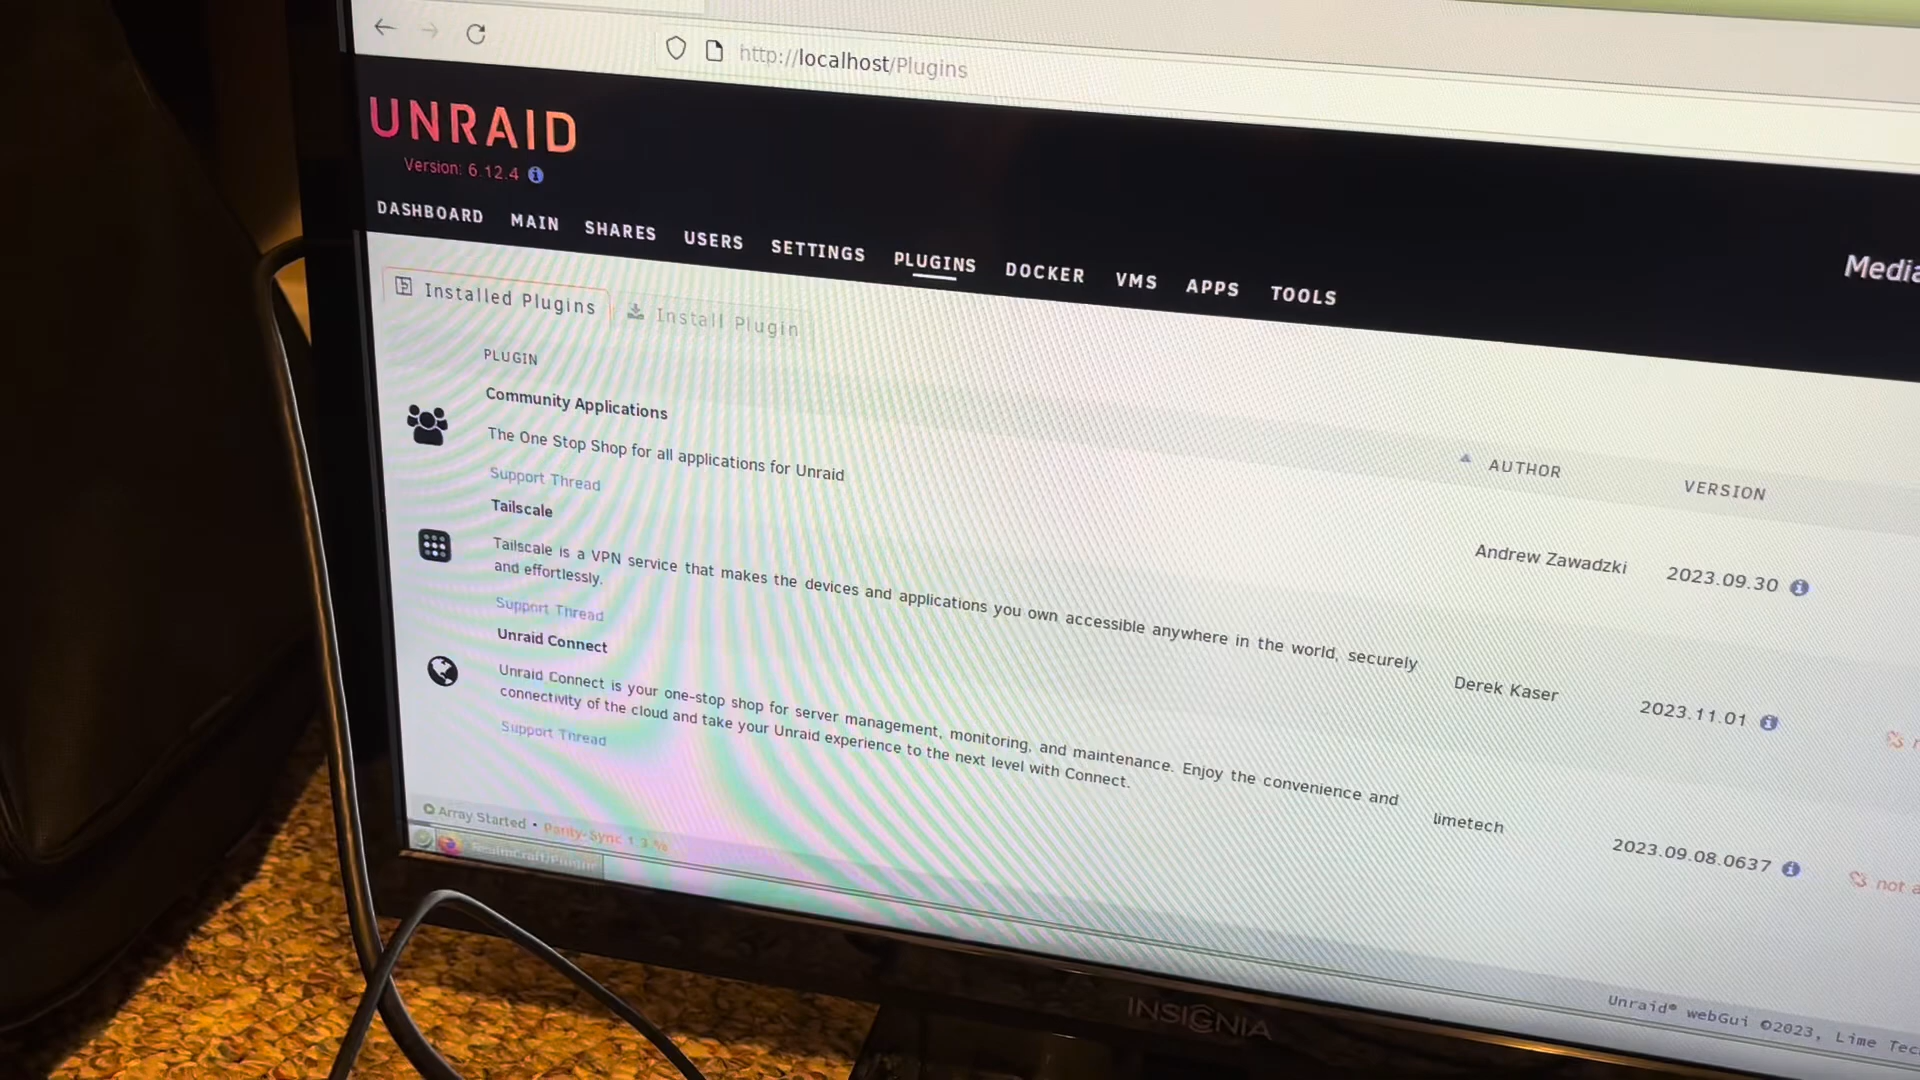 http://localhost/Plugins
UNRAID
Version: 6.12.4
DASHBOARD MAIN SHARES USERS SETTINGS PLUGINS DOCKER VMS APPS TOOLS
Media
Installed Plugins Install Plugin
PLUGIN AUTHOR VERSION
Community Applications
The One Stop Shop for all applications for Unraid
Support Thread
Andrew Zawadzki 2023.09.30
Tailscale
Tailscale is a VPN service that makes the devices and applications you own accessible anywhere in the world, securely
and effortlessly.
Support Thread
Derek Kaser 2023.11.01
Unraid Connect
Unraid Connect is your one-stop shop for server management, monitoring, and maintenance. Enjoy the convenience and
connectivity of the cloud and take your Unraid experience to the next level with Connect.
Support Thread
limetech 2023.09.08.0637
not a
Array Started • Parity-Sync 1.3 %
Unraid® webGui ©2023, Lime Tec
INSIGNIA